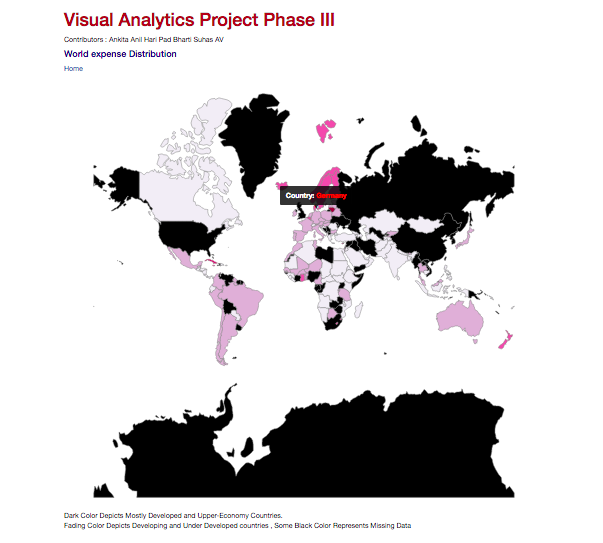 Visual Analytics Project Phase III
Contributors : Ankita Anil Hari Pad Bharti Suhas AV
World expense Distribution
Home
Country: Germany
Dark Color Depicts Mostly Developed and Upper-Economy Countries.
Fading Color Depicts Developing and Under Developed countries , Some Black Color Represents Missing Data